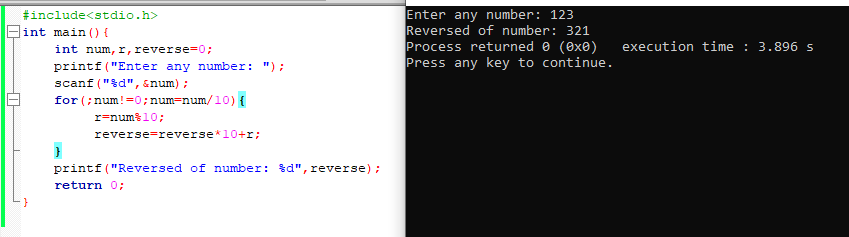 #include<stdio.h>
int main(){
int num,r,reverse=0;
printf("Enter any number: ");
scanf("%d",&num);
for(;num!=0;num=num/10){
r=num%10;
reverse=reverse*10+r;
}
printf("Reversed of number: %d",reverse);
return 0;
}
Enter any number: 123
Reversed of number: 321
Process returned 0 (0x0)   execution time : 3.896 s
Press any key to continue.